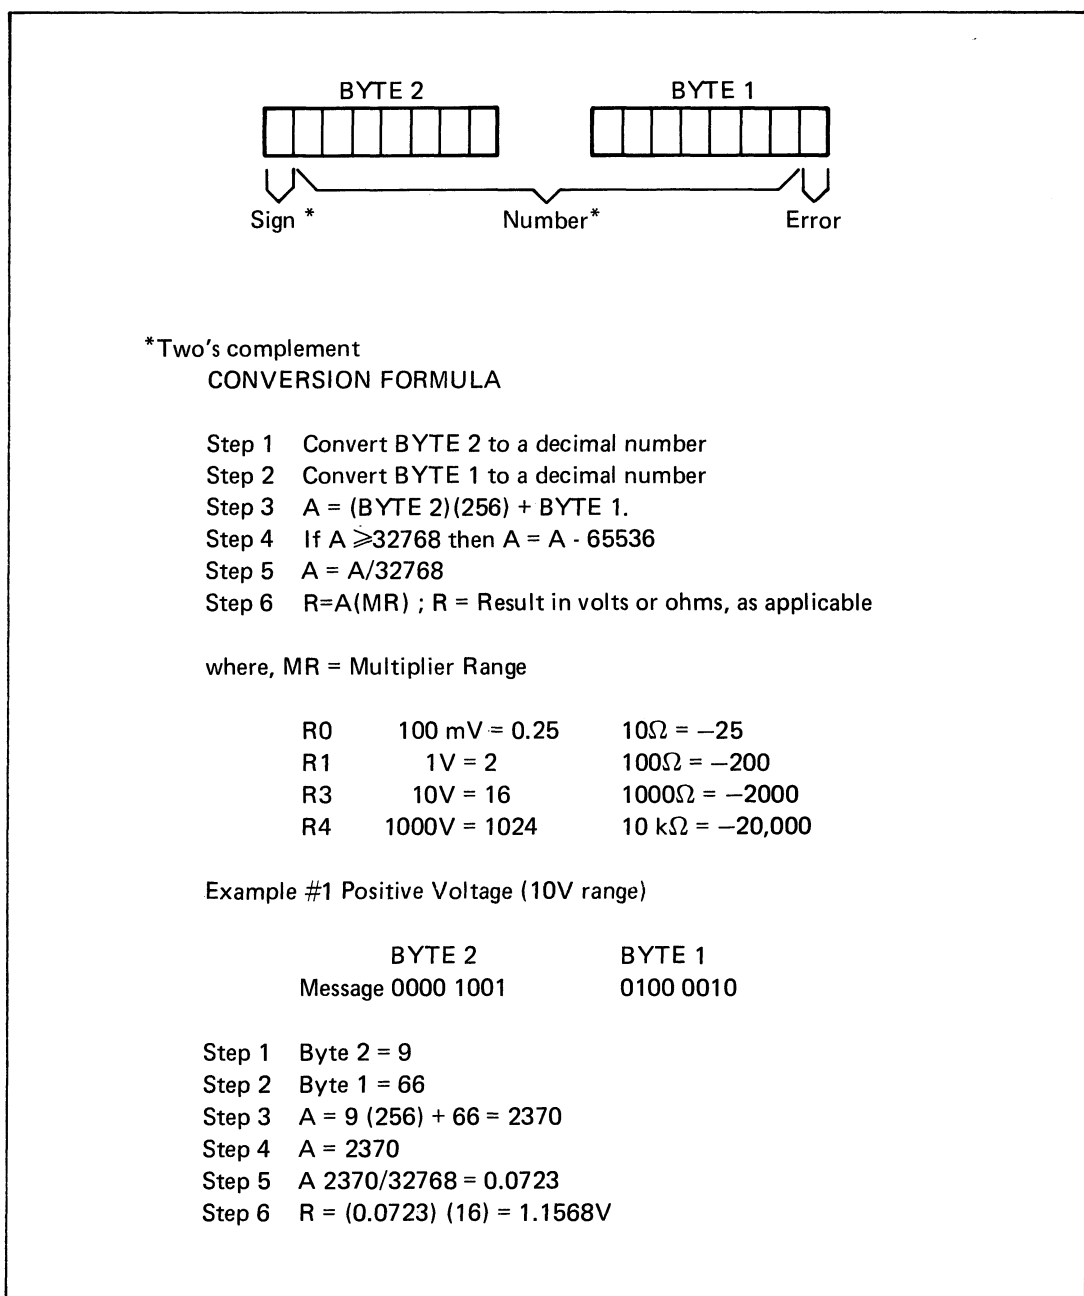 BYTE 2 BYTE 1
Sign * Number* Error
*Two's complement
CONVERSION FORMULA
Step 1 Convert BYTE 2 to a decimal number
Step 2 Convert BYTE 1 to a decimal number
Step 3 A = (BYTE 2)(256) + BYTE 1.
Step 4 If A ⩾32768 then A = A - 65536
Step 5 A = A/32768
Step 6 R=A(MR) ; R = Result in volts or ohms, as applicable
where, MR = Multiplier Range
R0 100 mV = 0.25 10Ω = −25
R1 1V = 2 100Ω = −200
R3 10V = 16 1000Ω = −2000
R4 1000V = 1024 10 kΩ = −20,000
Example #1 Positive Voltage (10V range)
BYTE 2 BYTE 1
Message 0000 1001 0100 0010
Step 1 Byte 2 = 9
Step 2 Byte 1 = 66
Step 3 A = 9 (256) + 66 = 2370
Step 4 A = 2370
Step 5 A 2370/32768 = 0.0723
Step 6 R = (0.0723) (16) = 1.1568V